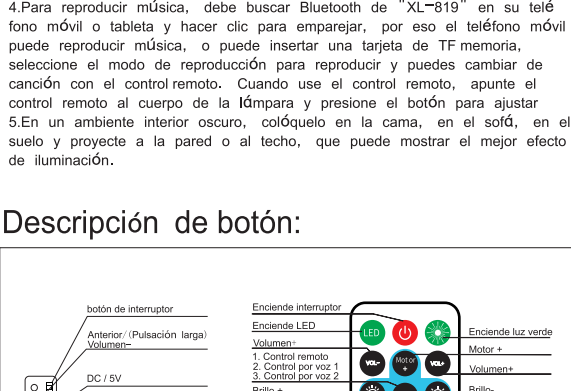 4.Para reproducir música, debe buscar Bluetooth de "XL-819" en su telé
fono móvil o tableta y hacer clic para emparejar, por eso el teléfono móvil
puede reproducir música, o puede insertar una tarjeta de TF memoria,
seleccione el modo de reproducción para reproducir y puedes cambiar de
canción con el control remoto. Cuando use el control remoto, apunte el
control remoto al cuerpo de la lámpara y presione el botón para ajustar
5.En un ambiente interior oscuro, colóquelo en la cama, en el sofá, en el
suelo y proyecte a la pared o al techo, que puede mostrar el mejor efecto
de iluminación.
Descripción de botón:
botón de interruptor
Anterior/(Pulsación larga)
Volumen-
DC / 5V
Enciende interruptor
Enciende LED
Volumen-
1. Control remoto
2. Control por voz 1
3. Control por voz 2
Brillo +
LED
VOL-
Motor
+
VOL+
Enciende luz verde
Motor +
Volumen+
Brillo-